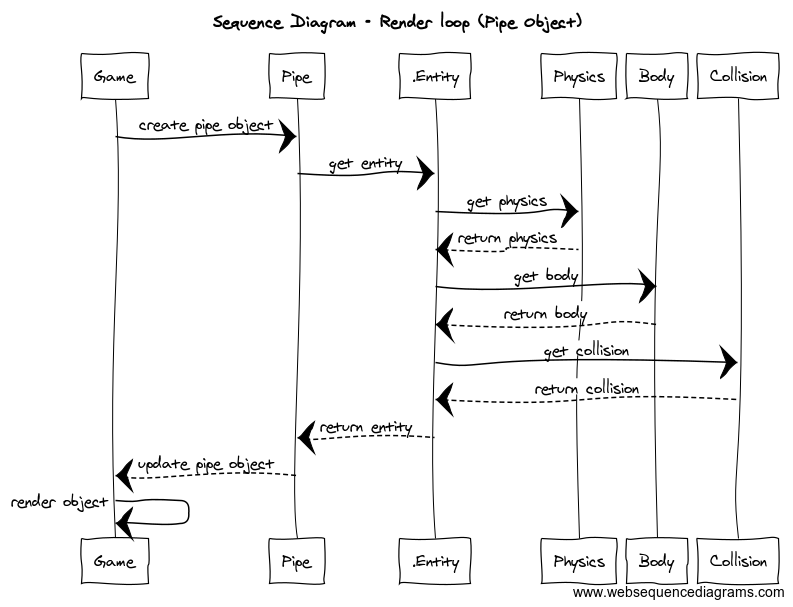 Sequence Diagram - Render loop (Pipe Object)
Game Pipe .Entity Physics Body Collision
create pipe object
get entity
get physics
return physics
get body
return body
get collision
return collision
return entity
update pipe object
render object
Game Pipe .Entity Physics Body Collision
www.websequencediagrams.com